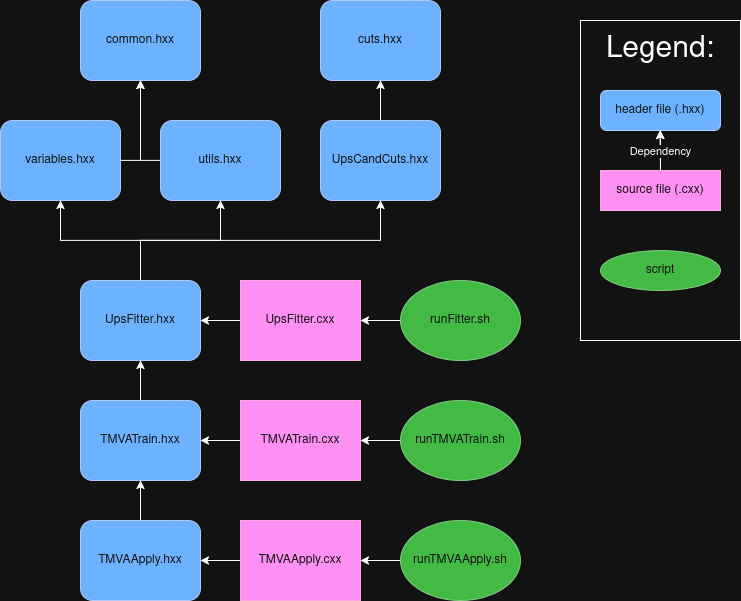 common.hxx
cuts.hxx
variables.hxx
utils.hxx
UpsCandCuts.hxx
UpsFitter.hxx
UpsFitter.cxx
runFitter.sh
TMVATrain.hxx
TMVATrain.cxx
runTMVATrain.sh
TMVAApply.hxx
TMVAApply.cxx
runTMVAApply.sh
Legend:
header file (.hxx)
Dependency
source file (.cxx)
script